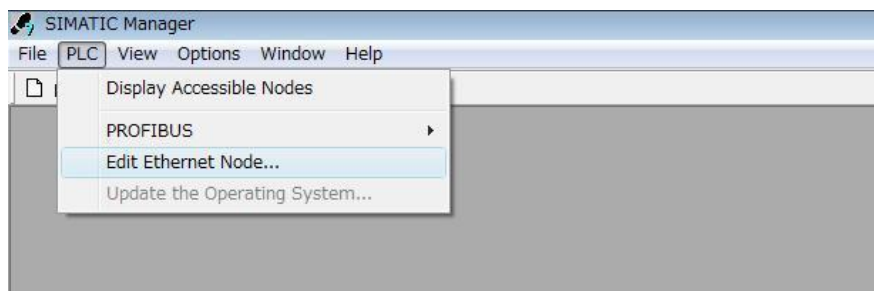 SIMATIC Manager
File PLC View Options Window Help
Display Accessible Nodes
PROFIBUS
Edit Ethernet Node...
Update the Operating System...